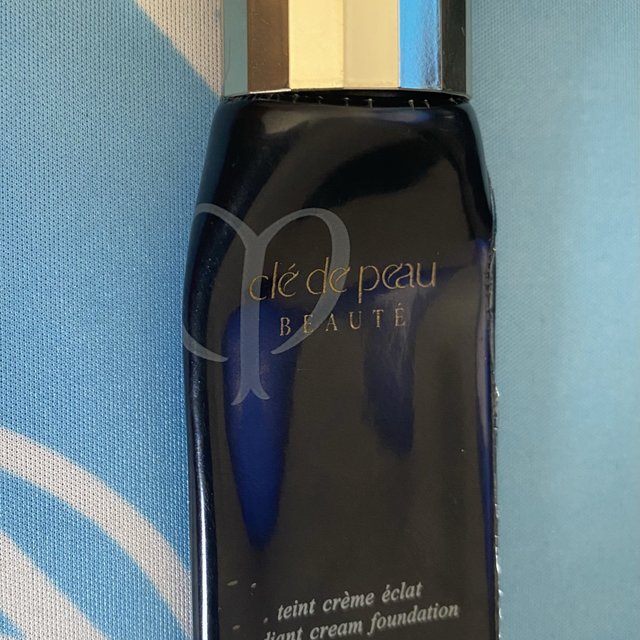 clé de peau
BEAUTÉ
teint crème éclat
cream foundation